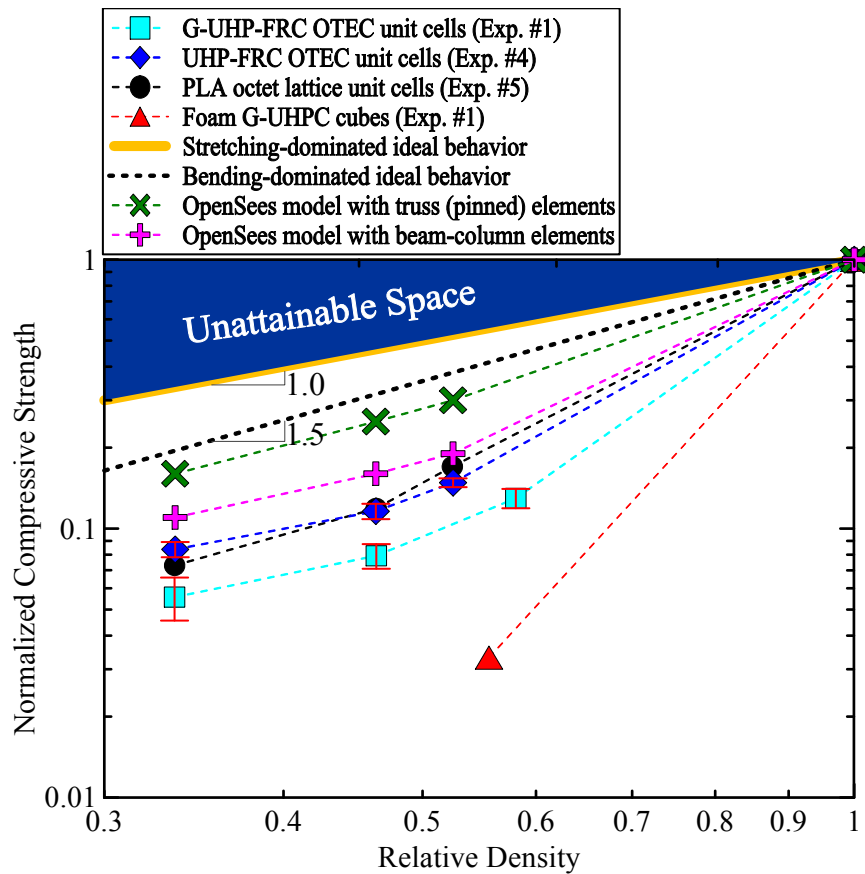 G-UHP-FRC OTEC unit cells (Exp. #1)
UHP-FRC OTEC unit cells (Exp. #4)
PLA octet lattice unit cells (Exp. #5)
Foam G-UHPC cubes (Exp. #1)
Stretching-dominated ideal behavior
Bending-dominated ideal behavior
OpenSees model with truss (pinned) elements
OpenSees model with beam-column elements
1
Unattainable Space
1.0
1.5
0.1
0.01
Normalized Compressive Strength
0.3 0.4 0.5 0.6 0.7 0.8 0.9 1
Relative Density